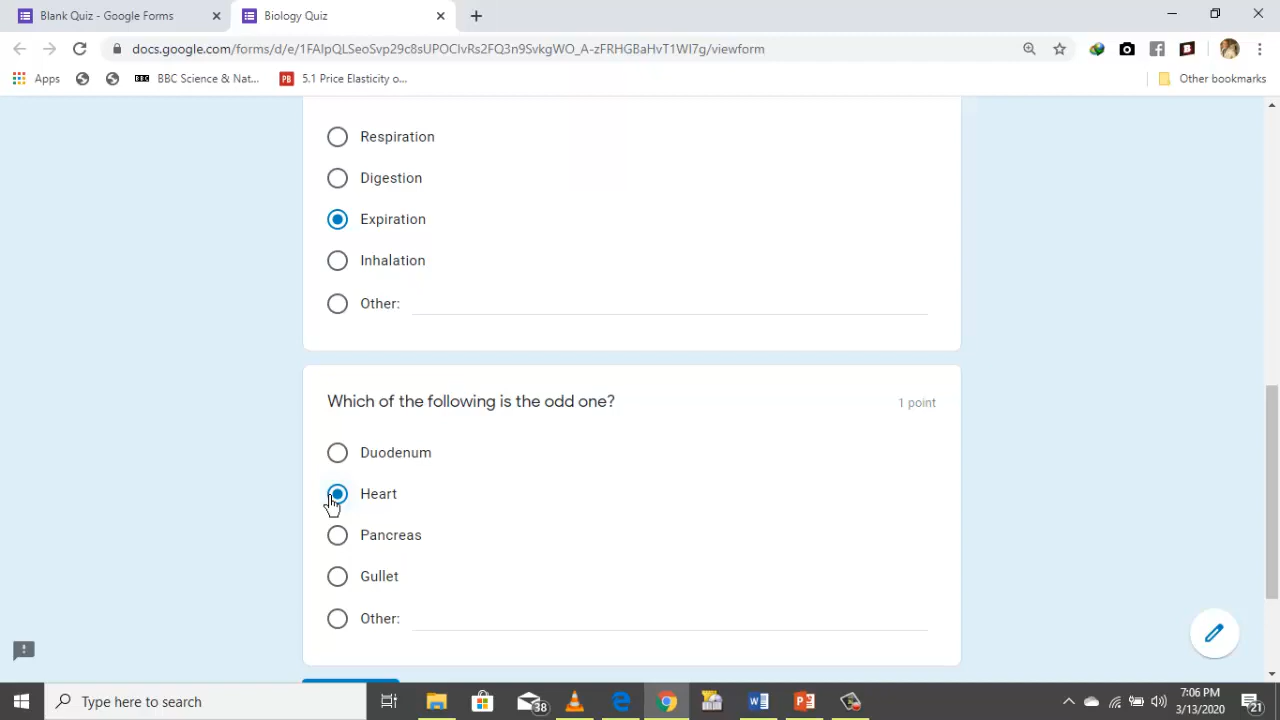 Blank Quiz - Google Forms
Biology Quiz
docs.google.com/forms/d/e/1FAIpQLSeoSvp29c8sUPOCIvRs2FQ3n9SvkgWO_A-zFRHGBaHvT1WI7g/viewform
Apps
BBC Science & Nat...
PB 5.1 Price Elasticity o...
Other bookmarks
Respiration
Digestion
Expiration
Inhalation
Other:
Which of the following is the odd one?
1 point
Duodenum
Heart
Pancreas
Gullet
Other:
Type here to search
38
7:06 PM
3/13/2020
21